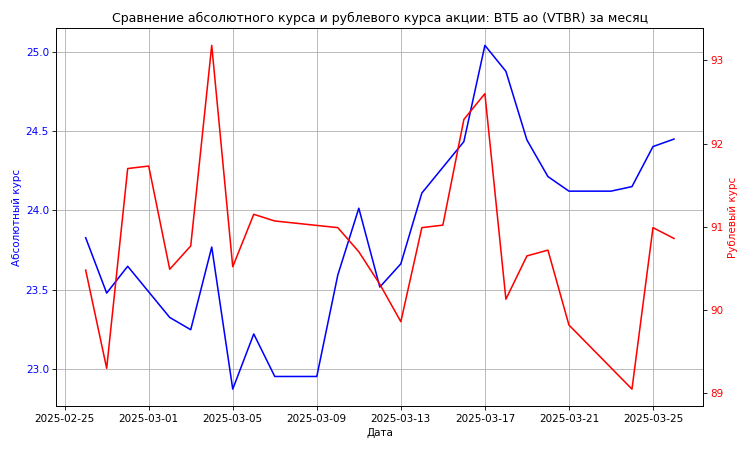 Сравнение абсолютного курса и рублевого курса акции: ВТБ ао (VTBR) за месяц
25.0
24.5
24.0
23.5
23.0
Абсолютный курс
93
92
91
90
89
Рублевый курс
2025-02-25 2025-03-01 2025-03-05 2025-03-09 2025-03-13 2025-03-17 2025-03-21 2025-03-25
Дата